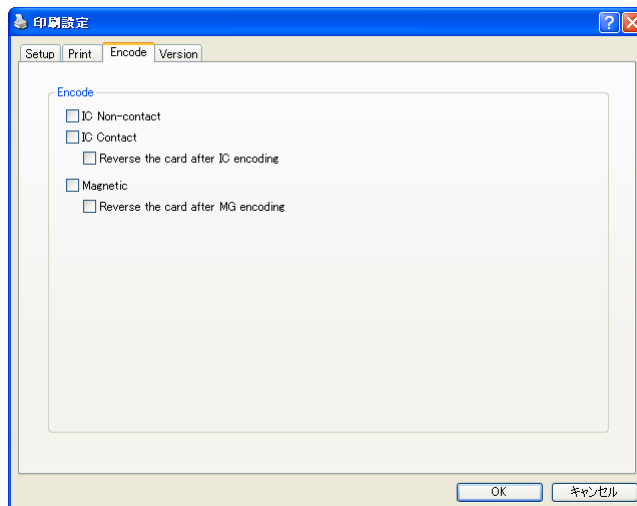 印刷設定
Setup Print Encode Version
Encode
IC Non-contact
IC Contact
Reverse the card after IC encoding
Magnetic
Reverse the card after MG encoding
OK キャンセル